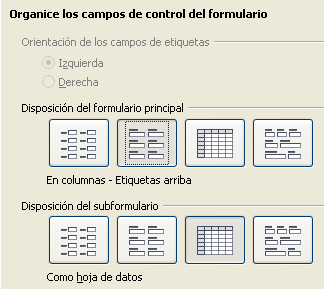 Organice los campos de control del formulario
Orientación de los campos de etiquetas
Izquierda
Derecha
Disposición del formulario principal
En columnas - Etiquetas arriba
Disposición del subformulario
Como hoja de datos